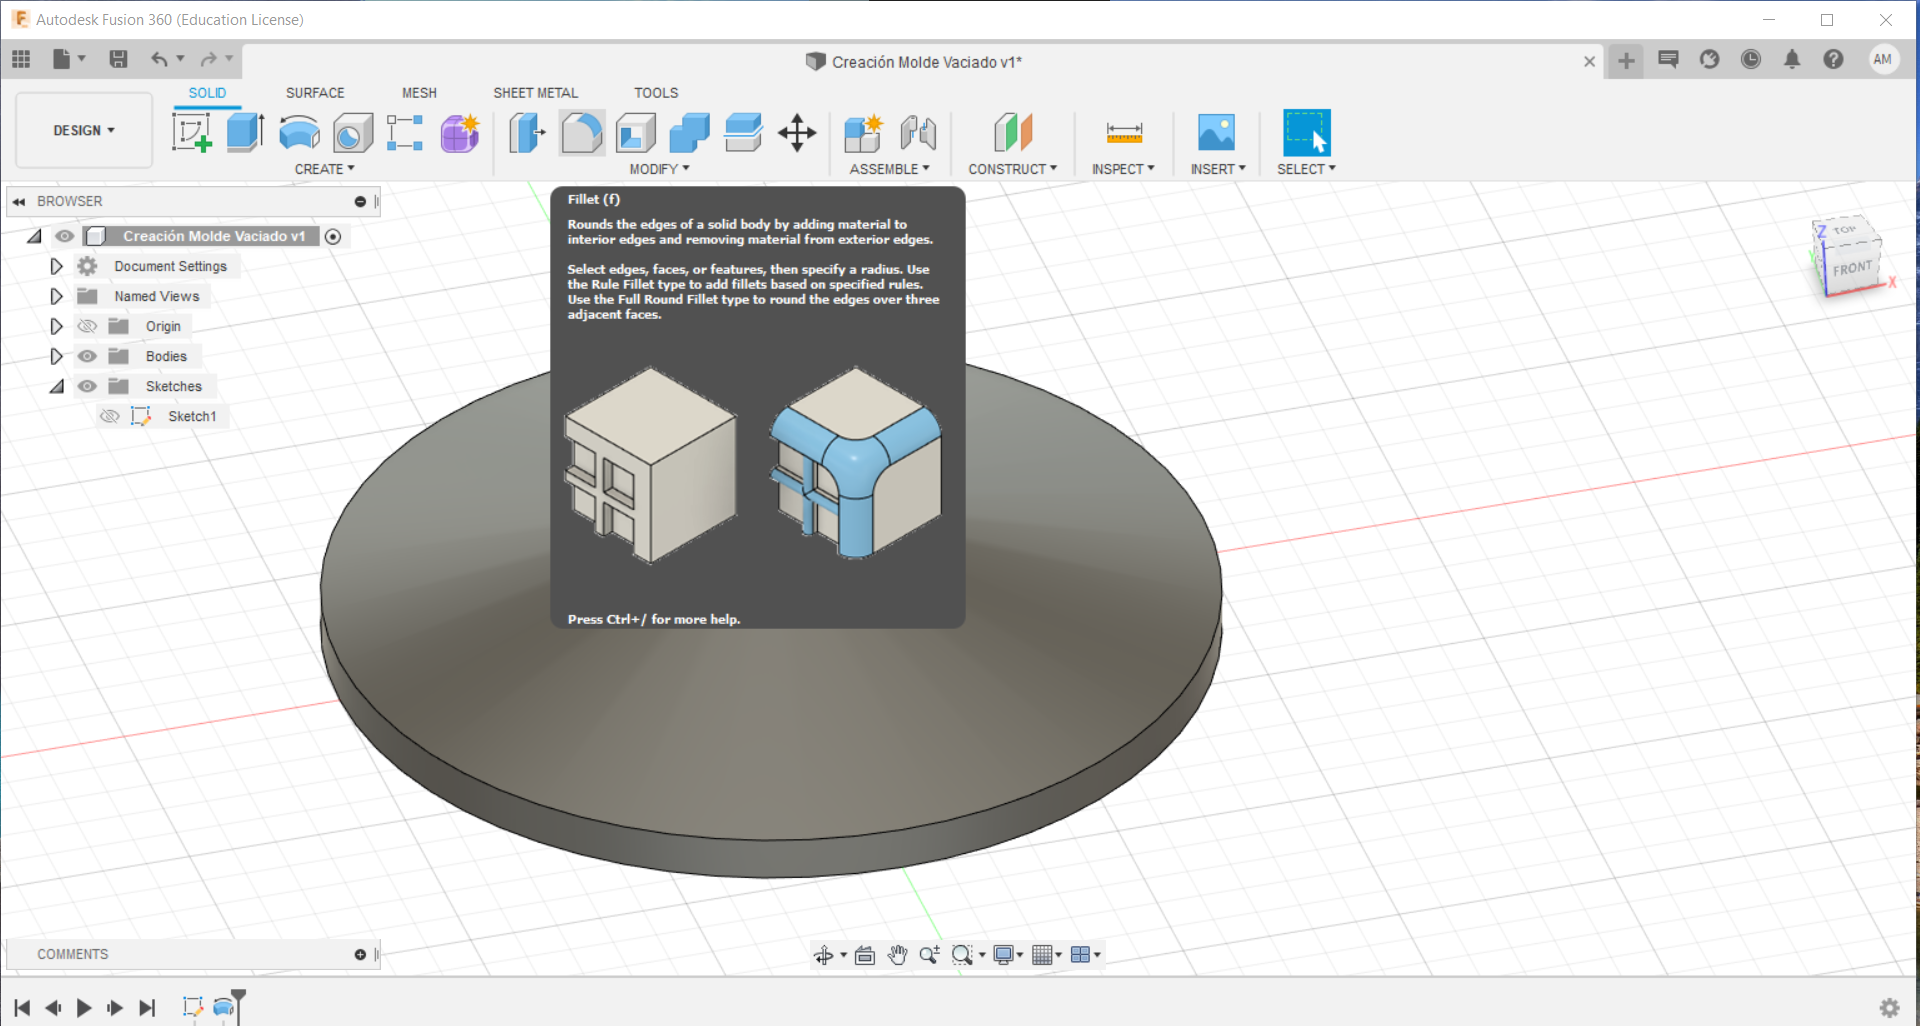 Autodesk Fusion 360 (Education License)
Creación Molde Vaciado v1*
AM
SOLID SURFACE MESH SHEET METAL TOOLS
DESIGN
CREATE MODIFY ASSEMBLE CONSTRUCT INSPECT INSERT SELECT
BROWSER
Creación Molde Vaciado v1
Document Settings
Named Views
Origin
Bodies
Sketches
Sketch1
Fillet (f)
Rounds the edges of a solid body by adding material to
interior edges and removing material from exterior edges.
Select edges, faces, or features, then specify a radius. Use
the Rule Fillet type to add fillets based on specified rules.
Use the Full Round Fillet type to round the edges over three
adjacent faces.
Press Ctrl+/ for more help.
Z
TOP
FRONT
X
COMMENTS